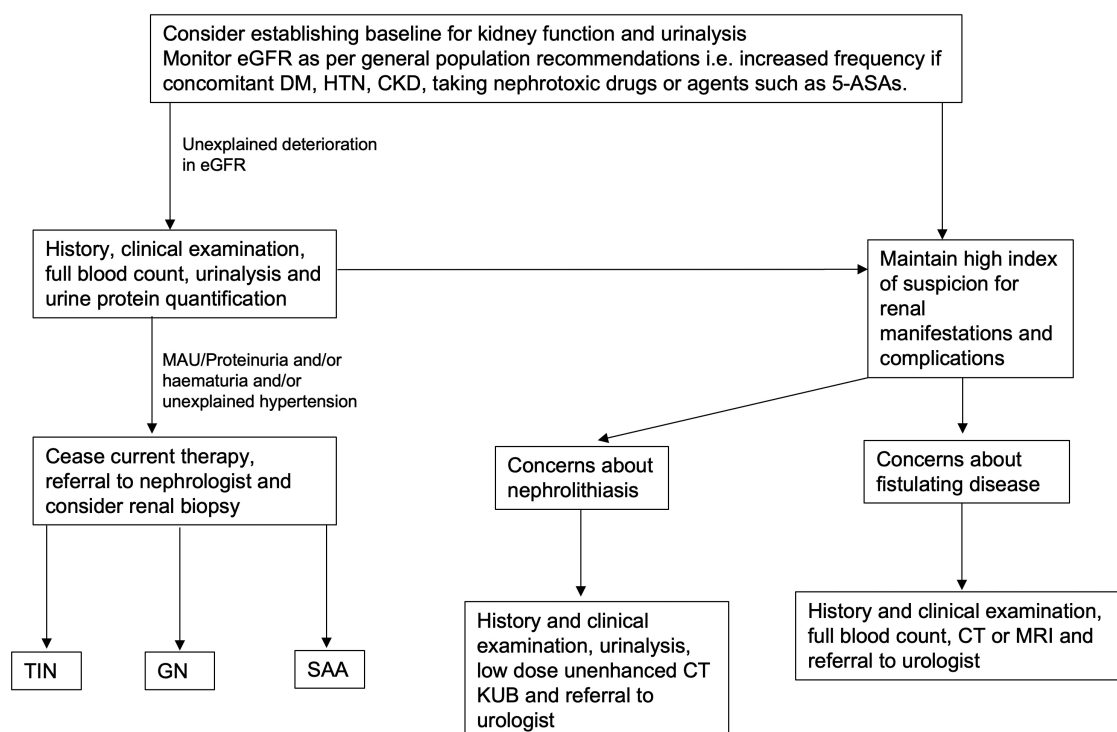 Consider establishing baseline for kidney function and urinalysis
Monitor eGFR as per general population recommendations i.e. increased frequency if
concomitant DM, HTN, CKD, taking nephrotoxic drugs or agents such as 5-ASAs.
Unexplained deterioration
in eGFR
History, clinical examination,
full blood count, urinalysis and
urine protein quantification
Maintain high index
of suspicion for
renal
manifestations and
complications
MAU/Proteinuria and/or
haematuria and/or
unexplained hypertension
Cease current therapy,
referral to nephrologist and
consider renal biopsy
Concerns about
nephrolithiasis
Concerns about
fistulating disease
TIN
GN
SAA
History and clinical
examination, urinalysis,
low dose unenhanced CT
KUB and referral to
urologist
History and clinical examination,
full blood count, CT or MRI and
referral to urologist